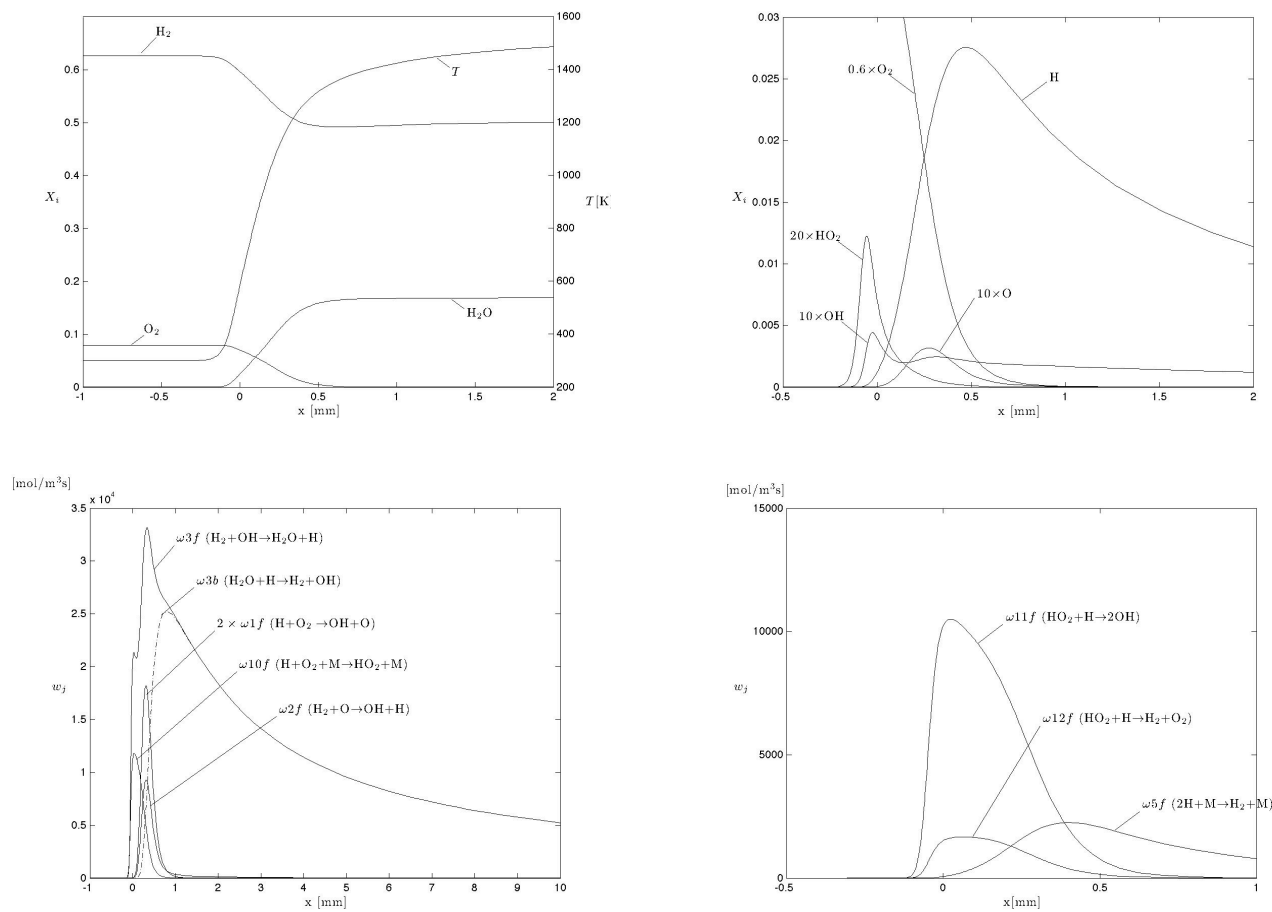 1600
0.03
H₂
0.6
1400
0.025
T
0.6×O₂
H
0.5
1200
0.02
0.4
1000
Xᵢ
T[K]
Xᵢ
0.015
0.3
800
20×HO₂
0.01
0.2
600
10×O
H₂O
10×OH
O₂
0.1
400
0.005
0
200
0
-1 -0.5 0 0.5 1 1.5 2
-0.5 0 0.5 1 1.5 2
x [mm]
x [mm]
[mol/m³s]
[mol/m³s]
x 10⁴
3.5
15000
ω3f (H₂+OH→H₂O+H)
3
ω3b (H₂O+H→H₂+OH)
2.5
2 × ω1f (H+O₂ →OH+O)
ω11f (HO₂+H→2OH)
10000
2
ω10f (H+O₂+M→HO₂+M)
wⱼ
wⱼ
1.5
ω2f (H₂+O→OH+H)
ω12f (HO₂+H→H₂+O₂)
5000
1
ω5f (2H+M→H₂+M)
0.5
0
0
-1 0 1 2 3 4 5 6 7 8 9 10
-0.5 0 0.5 1
x [mm]
x[mm]